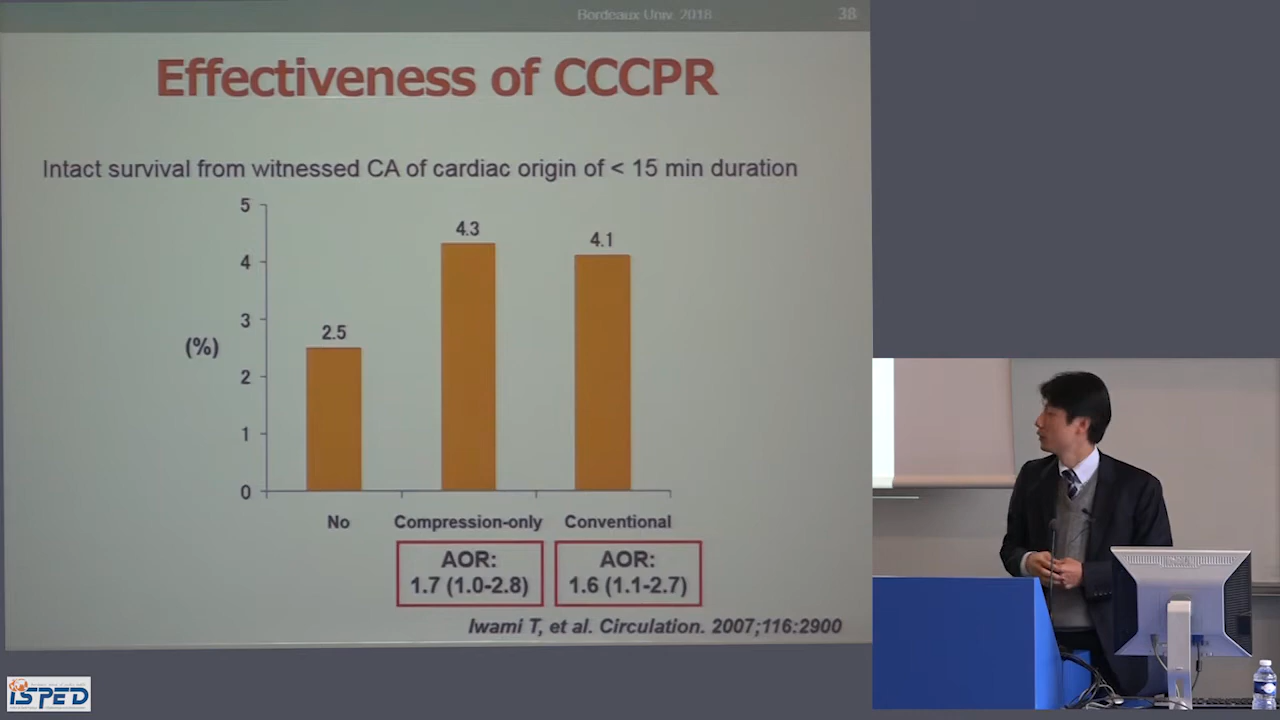 Bordeaux Univ. 2018
38
Effectiveness of CCCPR
Intact survival from witnessed CA of cardiac origin of < 15 min duration
(%)
5
4
3
2
1
0
2.5
4.3
4.1
No
Compression-only
Conventional
AOR:
1.7 (1.0-2.8)
AOR:
1.6 (1.1-2.7)
Iwami T, et al. Circulation. 2007;116:2900
ISPED